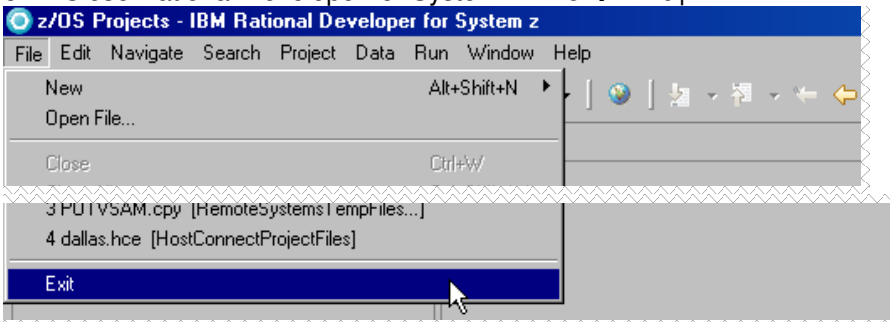 z/OS Projects - IBM Rational Developer for System z
File Edit Navigate Search Project Data Run Window Help
New Alt+Shift+N
Open File...
Close Ctrl+W
3 PUTVSAM.cpy [RemoteSystemsTempFiles...]
4 dallas.hce [HostConnectProjectFiles]
Exit